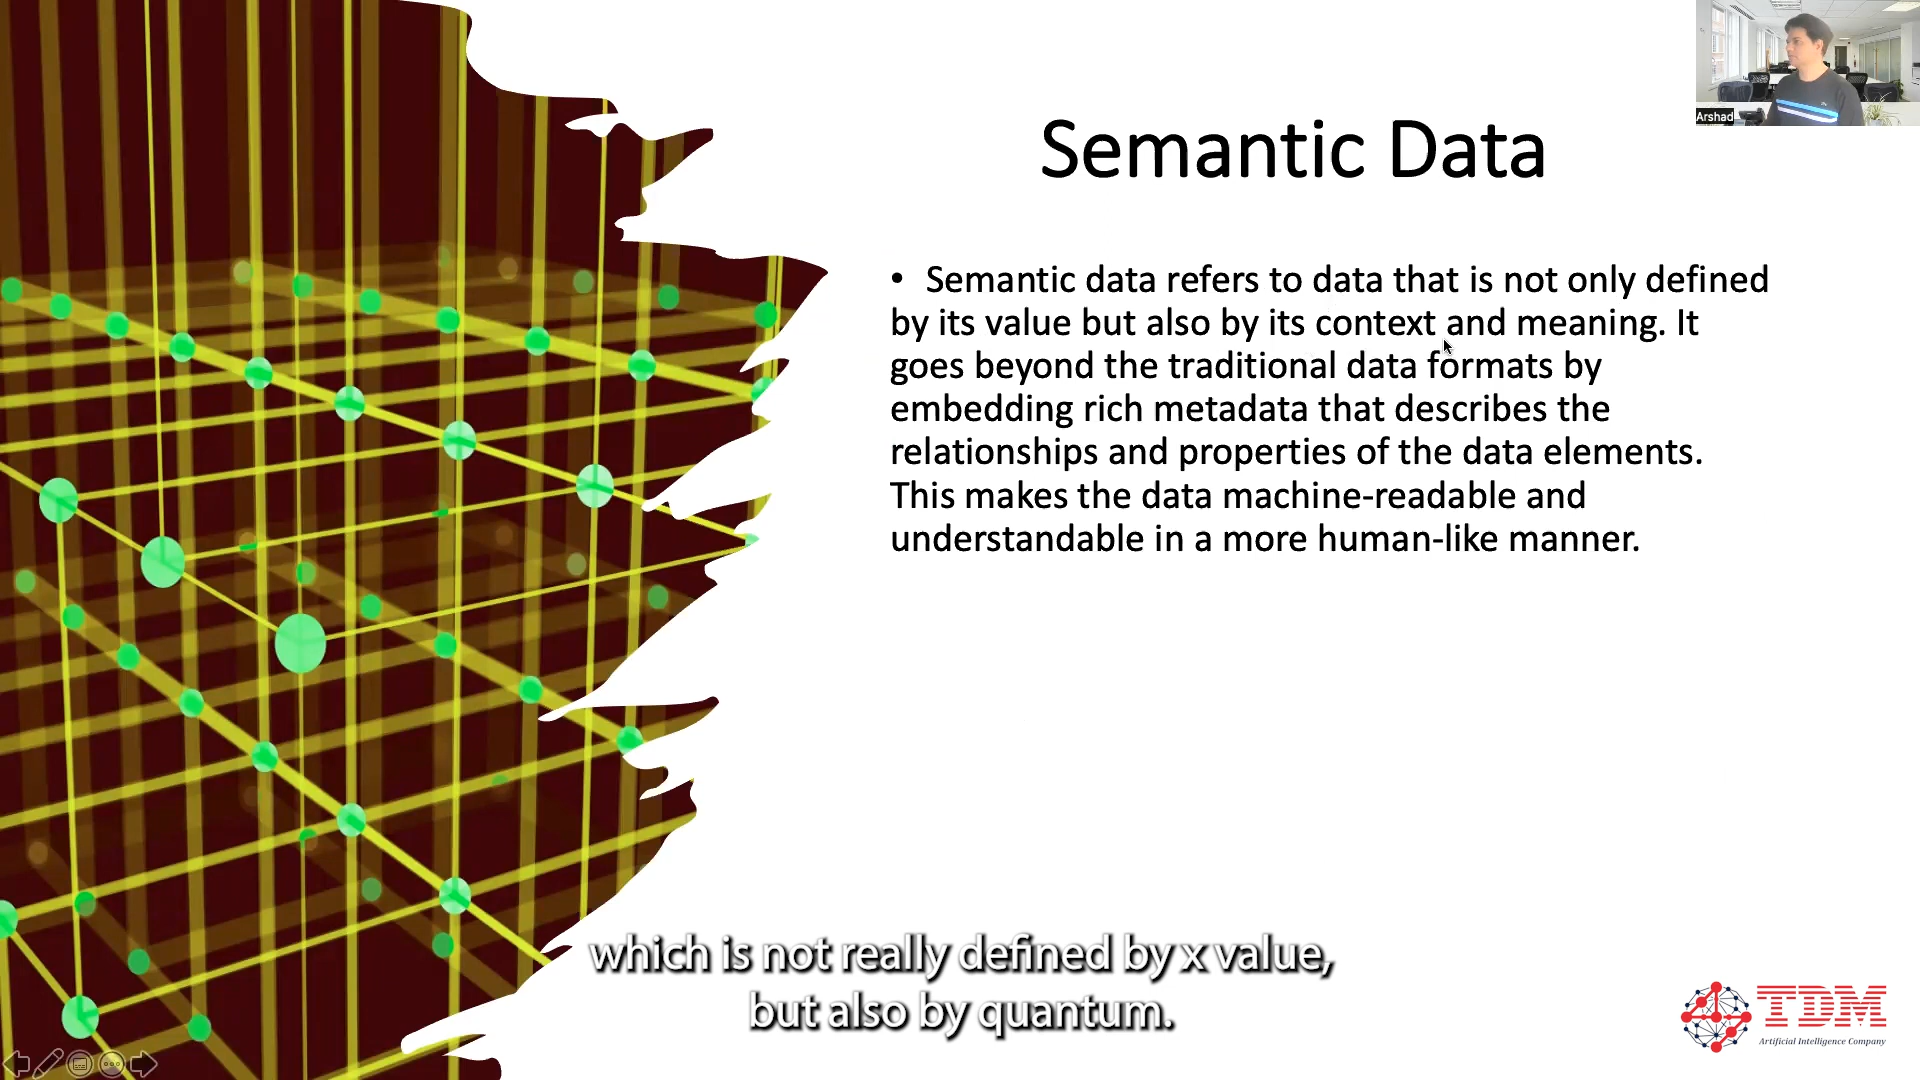 Arshad
Semantic Data
• Semantic data refers to data that is not only defined
by its value but also by its context and meaning. It
goes beyond the traditional data formats by
embedding rich metadata that describes the
relationships and properties of the data elements.
This makes the data machine-readable and
understandable in a more human-like manner.
which is not really defined by x value,
but also by quantum.
TDM
Artificial Intelligence Company